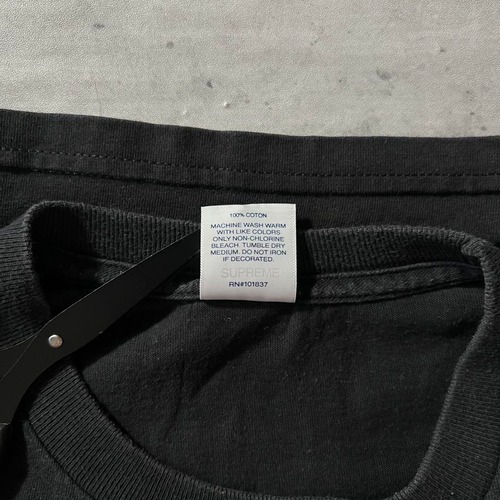 100% COTTON
MACHINE WASH WARM
WITH LIKE COLORS
ONLY NON-CHLORINE
BLEACH. TUMBLE DRY
MEDIUM. DO NOT IRON
IF DECORATED.
SUPREME
RN#101837